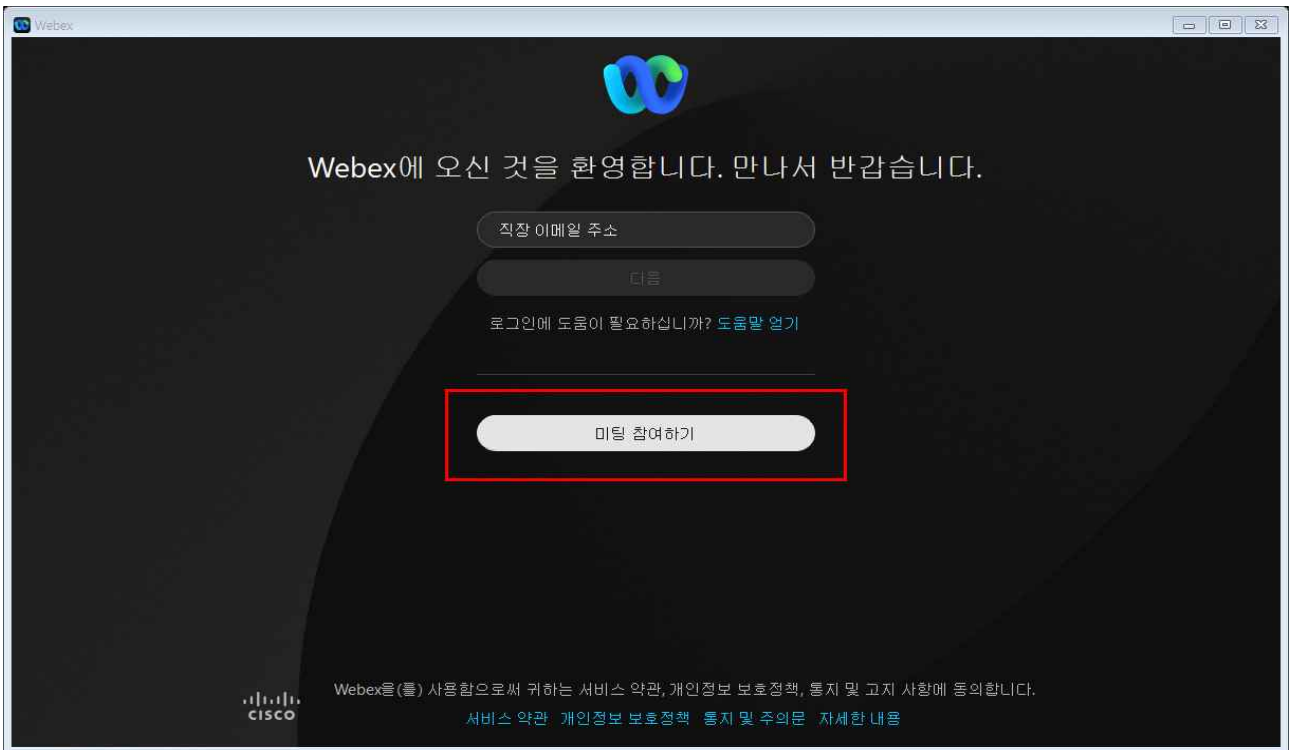 Webex
Webex에 오신 것을 환영합니다. 만나서 반갑습니다.
직장 이메일 주소
다음
로그인에 도움이 필요하십니까? 도움말 얻기
미팅 참여하기
Webex을(를) 사용함으로써 귀하는 서비스 약관, 개인정보 보호정책, 통지 및 고지 사항에 동의합니다.
cisco
서비스 약관 개인정보 보호정책 통지 및 주의문 자세한 내용